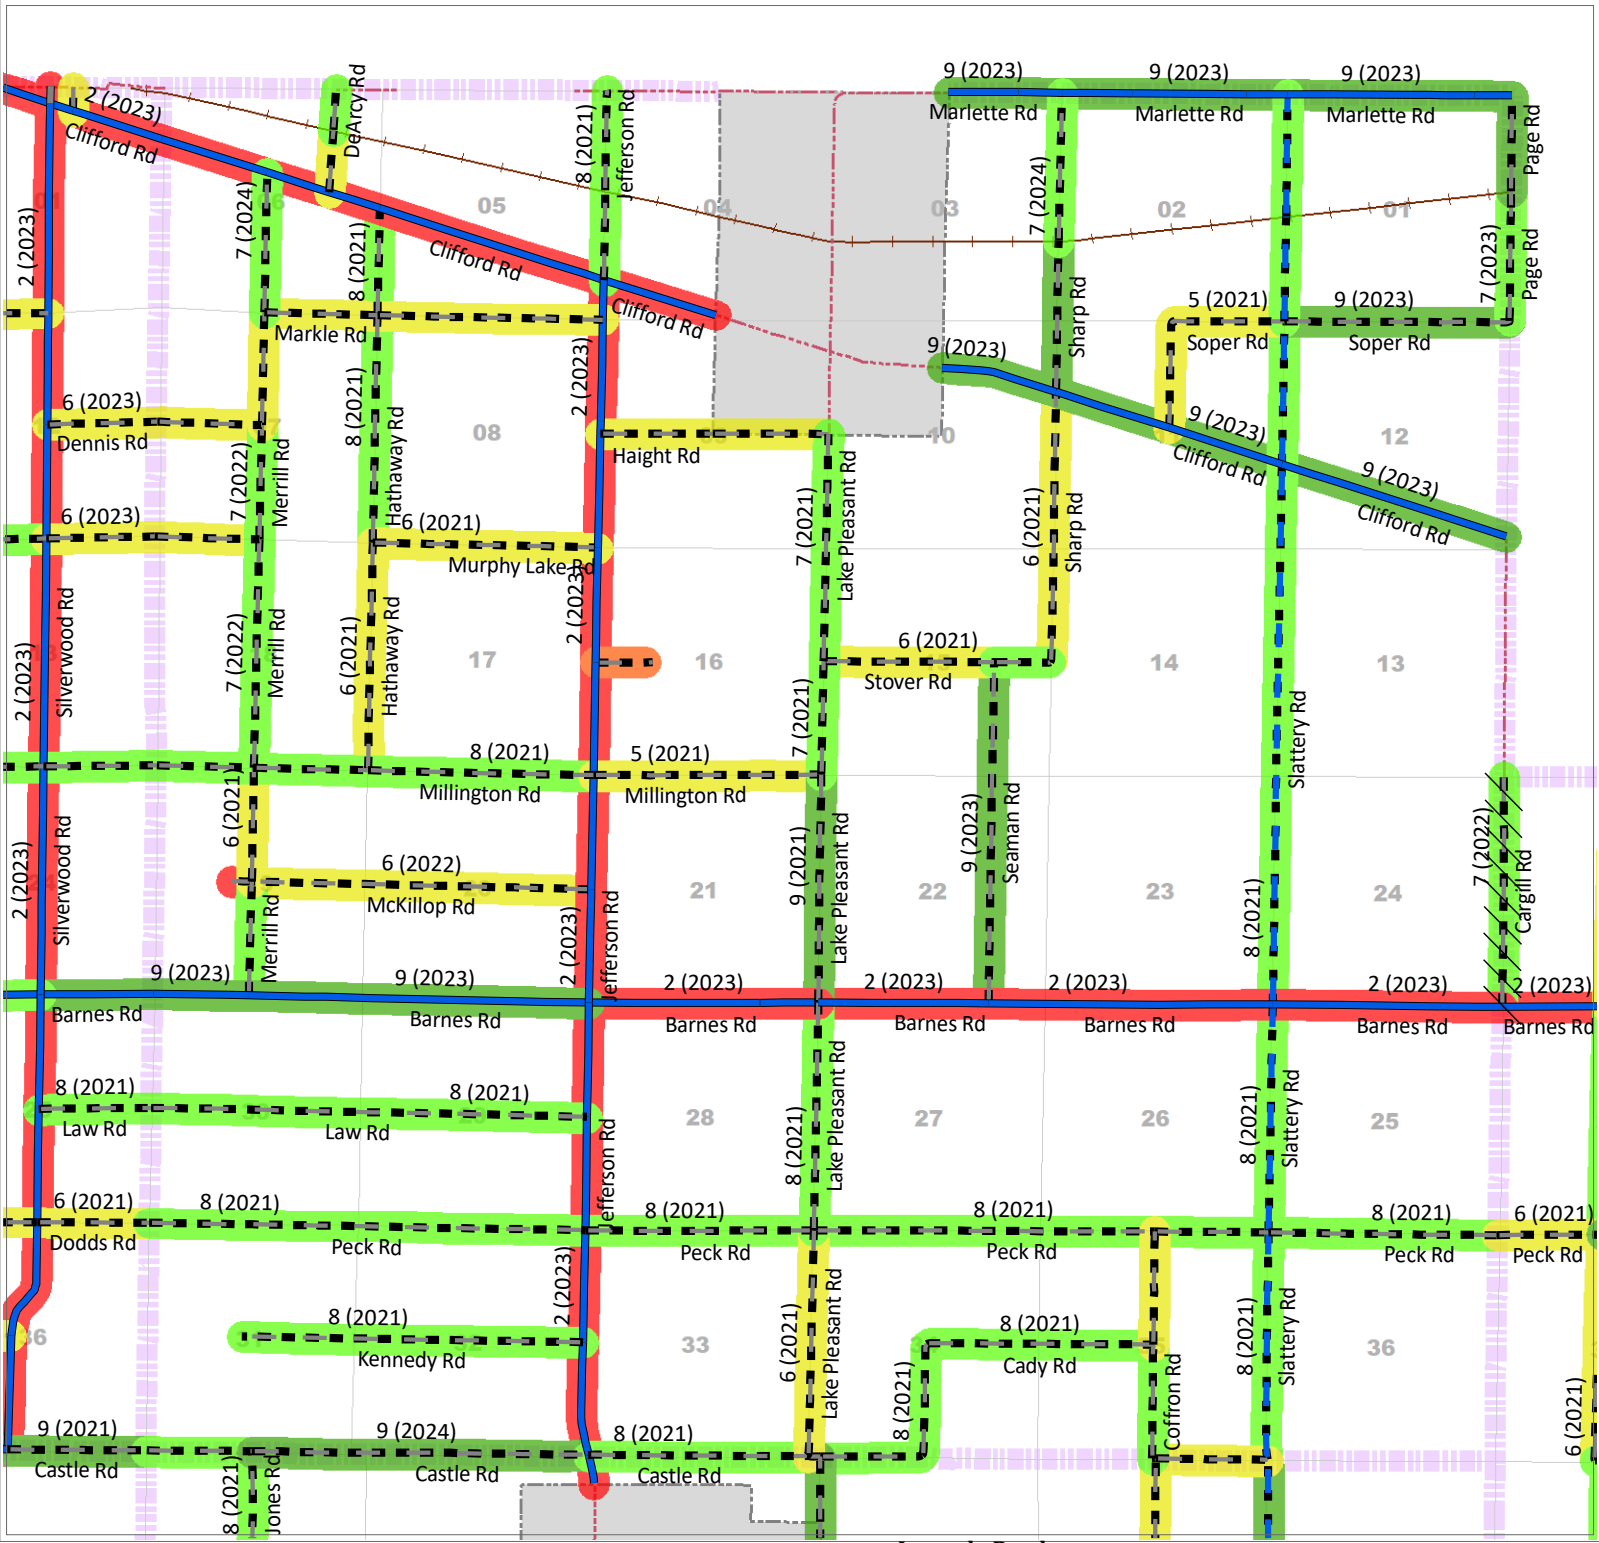 9 (2023)
9 (2023)
9 (2023)
Marlette Rd
Marlette Rd
Marlette Rd
2 (2023)
Clifford Rd
DeArcy Rd
8 (2021)
Jefferson Rd
Page Rd
01
06
05
04
03
02
01
2 (2023)
7 (2024)
8 (2021)
Clifford Rd
7 (2024)
Sharp Rd
7 (2023)
Page Rd
Clifford Rd
Markle Rd
5 (2021)
9 (2023)
Soper Rd
Soper Rd
9 (2023)
2 (2023)
6 (2023)
Dennis Rd
8 (2021)
Hathaway Rd
08
Haight Rd
10
9 (2023)
Clifford Rd
12
9 (2023)
Clifford Rd
7 (2022)
Merrill Rd
6 (2023)
6 (2021)
Murphy Lake Rd
2 (2023)
7 (2021)
Lake Pleasant Rd
6 (2021)
Sharp Rd
2 (2023)
Silverwood Rd
7 (2022)
Merrill Rd
6 (2021)
Hathaway Rd
17
16
6 (2021)
15
Stover Rd
14
13
7 (2021)
Slattery Rd
8 (2021)
Millington Rd
5 (2021)
Millington Rd
6 (2021)
2 (2023)
Silverwood Rd
24
6 (2022)
20
McKillop Rd
21
9 (2021)
Lake Pleasant Rd
22
9 (2023)
Seaman Rd
23
8 (2021)
24
7 (2022)
Cargill Rd
Merrill Rd
2 (2023)
Jefferson Rd
9 (2023)
9 (2023)
2 (2023)
2 (2023)
2 (2023)
2 (2023)
2 (2023)
Barnes Rd
Barnes Rd
Barnes Rd
Barnes Rd
Barnes Rd
Barnes Rd
Barnes Rd
8 (2021)
8 (2021)
30
29
Law Rd
Law Rd
Jefferson Rd
28
8 (2021)
Lake Pleasant Rd
27
26
8 (2021)
Slattery Rd
25
6 (2021)
8 (2021)
8 (2021)
8 (2021)
8 (2021)
6 (2021)
Dodds Rd
Peck Rd
Peck Rd
Peck Rd
Peck Rd
Peck Rd
2 (2023)
36
8 (2021)
31
32
Kennedy Rd
33
6 (2021)
Lake Pleasant Rd
8 (2021)
8 (2021)
Cady Rd
Coffron Rd
8 (2021)
Slattery Rd
36
6 (2021)
9 (2021)
9 (2024)
8 (2021)
Castle Rd
Castle Rd
Castle Rd
8 (2021)
Jones Rd